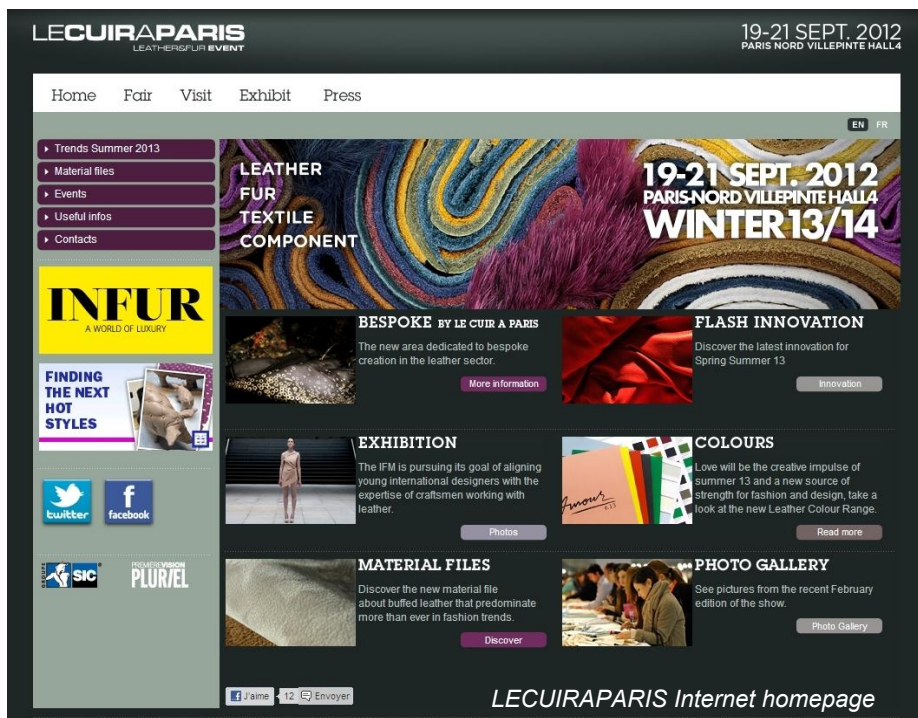 LECUIRAPARIS
LEATHER&FUR EVENT
19-21 SEPT. 2012
PARIS NORD VILLEPINTE HALL4
Home Fair Visit Exhibit Press
EN FR
Trends Summer 2013
Material files
Events
Useful infos
Contacts
LEATHER
FUR
TEXTILE
COMPONENT
19-21 SEPT. 2012
PARIS-NORD VILLEPINTE HALL4
WINTER 13/14
INFUR
A WORLD OF LUXURY
FINDING
THE NEXT
HOT
STYLES
twitter
facebook
GROUPE SIC
PREMIEREVISION
PLURIEL
BESPOKE BY LE CUIR A PARIS
The new area dedicated to bespoke
creation in the leather sector.
More information
FLASH INNOVATION
Discover the latest innovation for
Spring Summer 13
Innovation
EXHIBITION
The IFM is pursuing its goal of aligning
young international designers with the
expertise of craftsmen working with
leather.
Photos
Amour
COLOURS
Love will be the creative impulse of
summer 13 and a new source of
strength for fashion and design, take a
look at the new Leather Colour Range.
Read more
MATERIAL FILES
Discover the new material file
about buffed leather that predominate
more than ever in fashion trends.
Discover
PHOTO GALLERY
See pictures from the recent February
edition of the show.
Photo Gallery
J'aime 12 Envoyer
LECUIRAPARIS Internet homepage